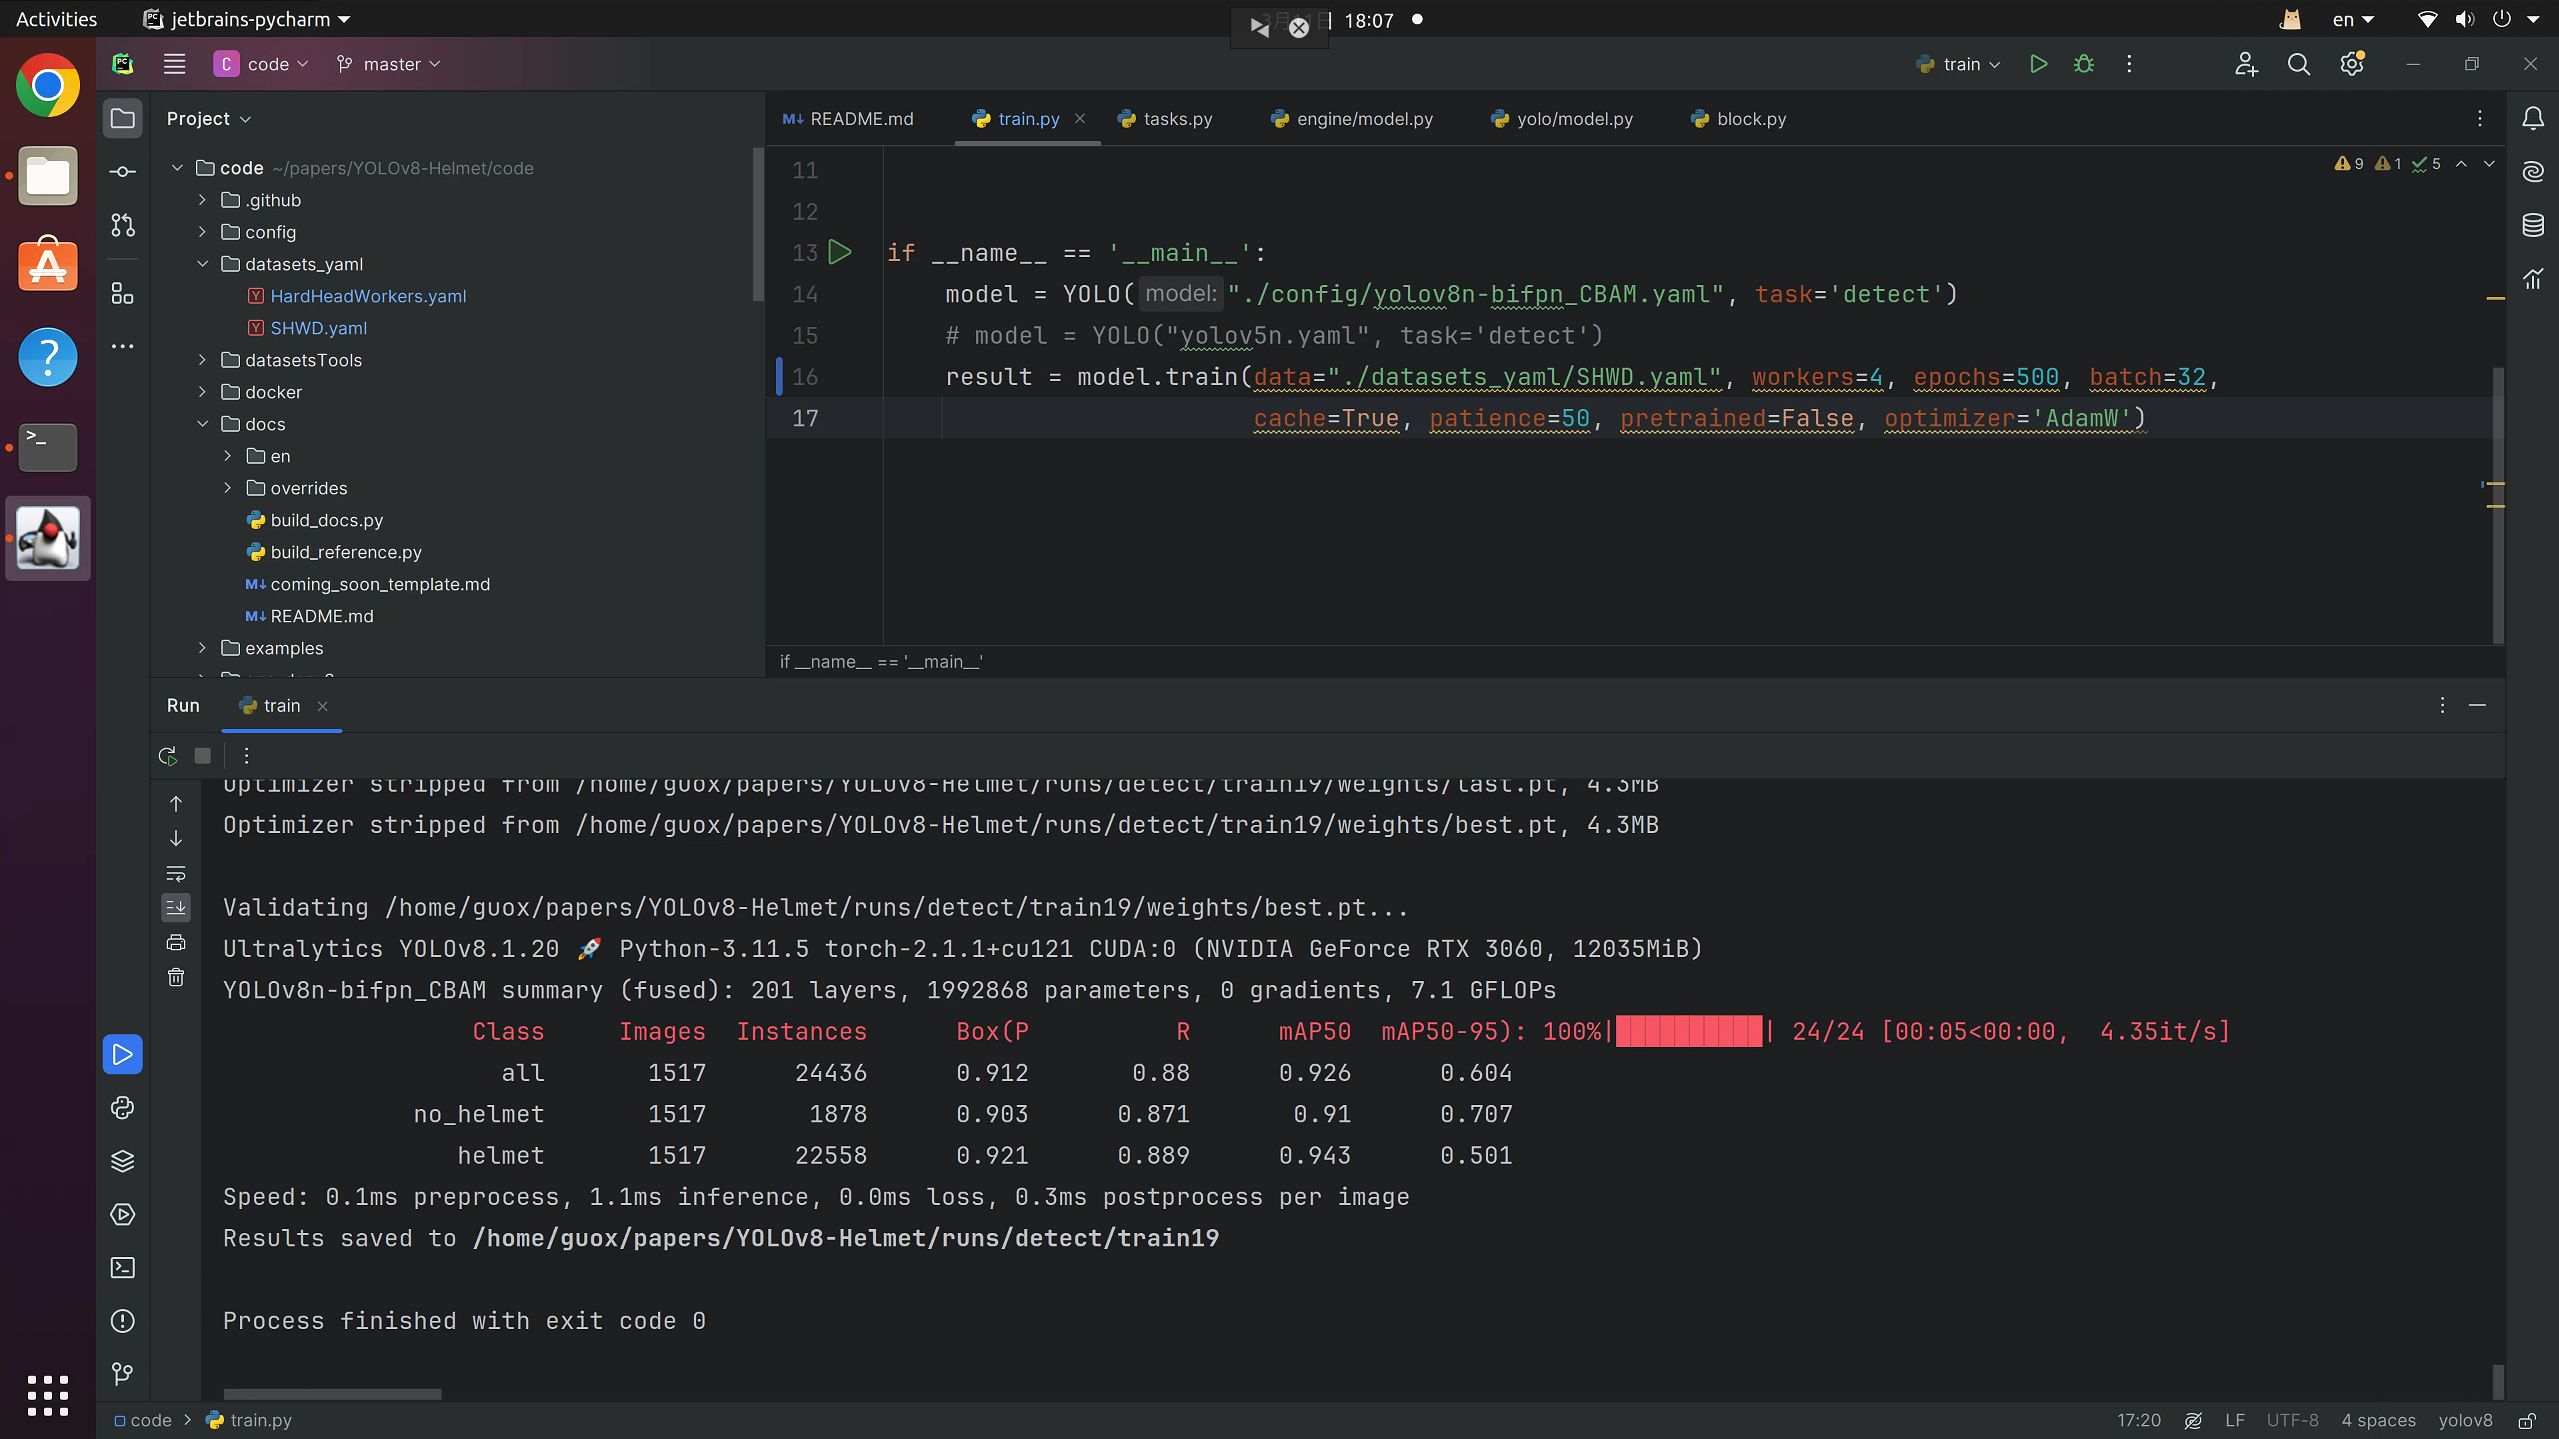 Activities
jetbrains-pycharm
18:07
en
code
master
train
Project
README.md
train.py
tasks.py
engine/model.py
yolo/model.py
block.py
code ~/papers/YOLOv8-Helmet/code
.github
config
datasets_yaml
HardHeadWorkers.yaml
SHWD.yaml
datasetsTools
docker
docs
en
overrides
build_docs.py
build_reference.py
coming_soon_template.md
README.md
examples
9 1 5
11
12
13 if __name__ == '__main__':
14 model = YOLO( model: "./config/yolov8n-bifpn_CBAM.yaml", task='detect')
15 # model = YOLO("yolov5n.yaml", task='detect')
16 result = model.train(data="./datasets_yaml/SHWD.yaml", workers=4, epochs=500, batch=32,
17 cache=True, patience=50, pretrained=False, optimizer='AdamW')
if __name__ == '__main__'
Run train
Optimizer stripped from /home/guox/papers/YOLOv8-Helmet/runs/detect/train19/weights/last.pt, 4.3MB
Optimizer stripped from /home/guox/papers/YOLOv8-Helmet/runs/detect/train19/weights/best.pt, 4.3MB
Validating /home/guox/papers/YOLOv8-Helmet/runs/detect/train19/weights/best.pt...
Ultralytics YOLOv8.1.20 🚀 Python-3.11.5 torch-2.1.1+cu121 CUDA:0 (NVIDIA GeForce RTX 3060, 12035MiB)
YOLOv8n-bifpn_CBAM summary (fused): 201 layers, 1992868 parameters, 0 gradients, 7.1 GFLOPs
Class Images Instances Box(P R mAP50 mAP50-95): 100%|██████████| 24/24 [00:05<00:00, 4.35it/s]
all 1517 24436 0.912 0.88 0.926 0.604
no_helmet 1517 1878 0.903 0.871 0.91 0.707
helmet 1517 22558 0.921 0.889 0.943 0.501
Speed: 0.1ms preprocess, 1.1ms inference, 0.0ms loss, 0.3ms postprocess per image
Results saved to /home/guox/papers/YOLOv8-Helmet/runs/detect/train19
Process finished with exit code 0
code > train.py
17:20 LF UTF-8 4 spaces yolov8